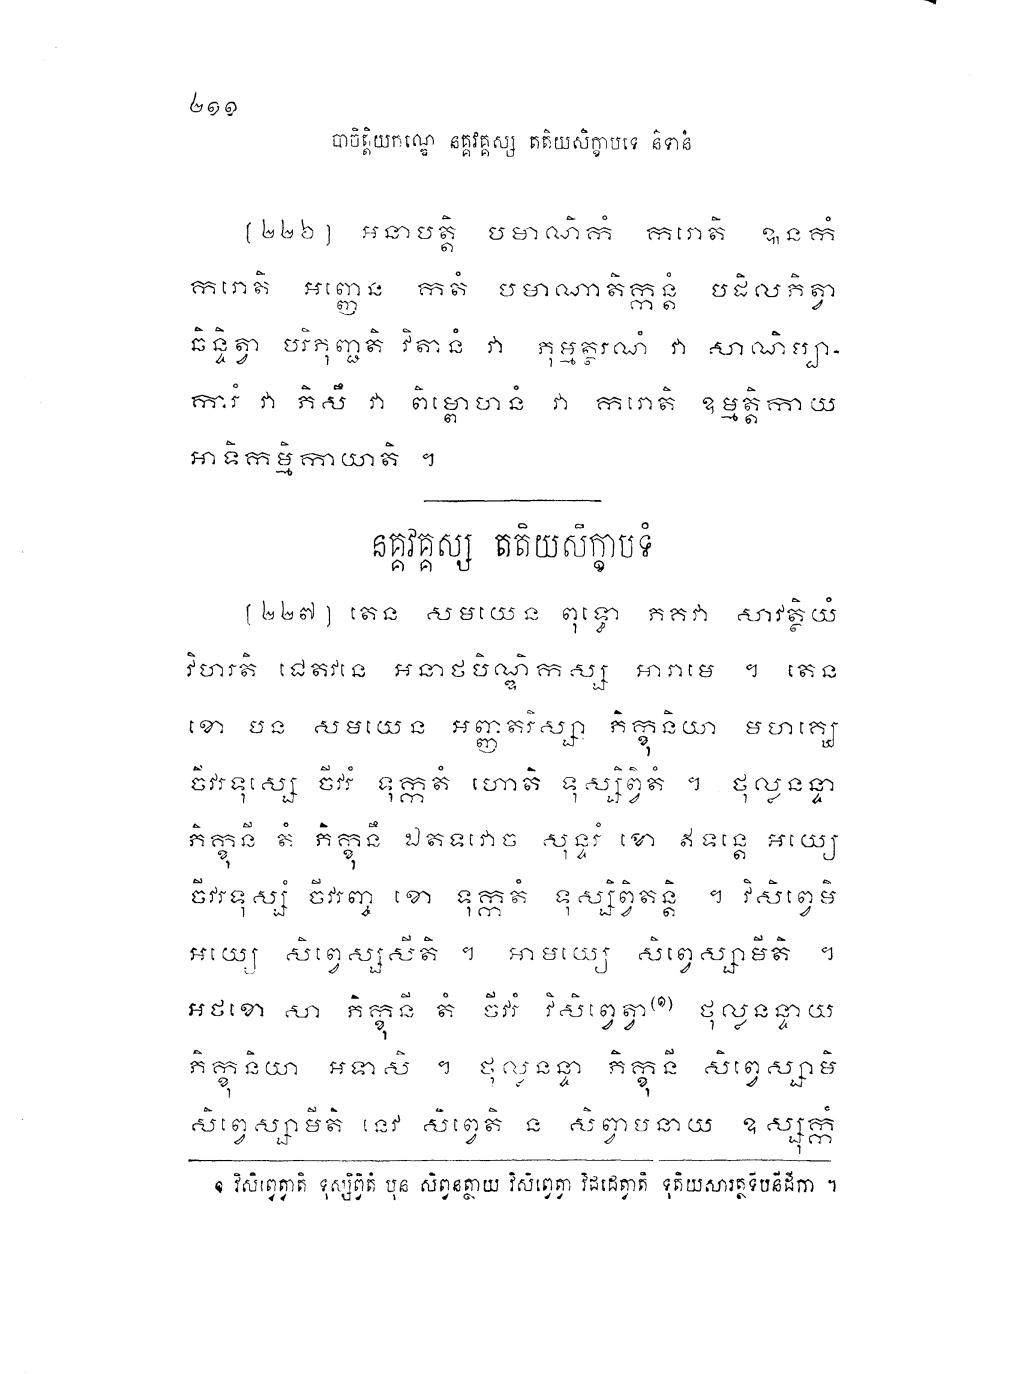 ២១១
បាចិត្តិយកណ្ឌេ នគ្គវគ្គស្ស តតិយសិក្ខាបទេ និទានំ
[២២៦] អនាបត្តិ បមាណិកំ ករោតិ ឩនកំ
ករោតិ អញ្ញេន កតំ បមាណាតិក្កន្តំ បដិលភិត្វា
ឆិន្ទិត្វា បរិភុញ្ជតិ វិតានំ វា ភុម្មត្ថរណំ វា សាណិប្បា-
ការំ វា ភិសឹ វា ពិម្ពោហនំ វា ករោតិ ឧម្មត្តិកាយ
អាទិកម្មិកាយាតិ ។
នគ្គវគ្គស្ស តតិយសិក្ខាបទំ
[២២៧] តេន សមយេន ពុទ្ធោ ភគវា សាវត្ថិយំ
វិហរតិ ជេតវនេ អនាថបិណ្ឌិកស្ស អារាមេ ។ តេន
ខោ បន សមយេន អញ្ញតរិស្សា ភិក្ខុនិយា មហគ្ឃេ
ចីវរទុស្សេ ចីវរំ ទុក្កតំ ហោតិ ទុស្សិព្វិតំ ។ ថុល្លនន្ទា
ភិក្ខុនី តំ ភិក្ខុនឹ ឯតទវោច សុន្ទរំ ខោ ឥទន្តេ អយ្យេ
ចីវរទុស្សំ ចីវរញ្ច ខោ ទុក្កតំ ទុស្សិព្វិតន្តិ ។ វិសិព្វេមិ
អយ្យេ សិព្វេស្សសីតិ ។ អាមយ្យេ សិព្វេស្សាមីតិ ។
អថខោ សា ភិក្ខុនី តំ ចីវរំ វិសិព្វេត្វា(១) ថុល្លនន្ទាយ
ភិក្ខុនិយា អទាសិ ។ ថុល្លនន្ទា ភិក្ខុនី សិព្វេស្សាមិ
សិព្វេស្សាមីតិ នេវ សិព្វេតិ ន សិព្វាបនាយ ឧស្សុក្កំ
១ វិសិព្វេត្វាតិ ទុស្សិព្វិតំ បុន សិព្វនត្ថាយ វិសិព្វេត្វា វិជដេត្វាតិ ទុតិយសារត្ថទីបនីដីកា ។